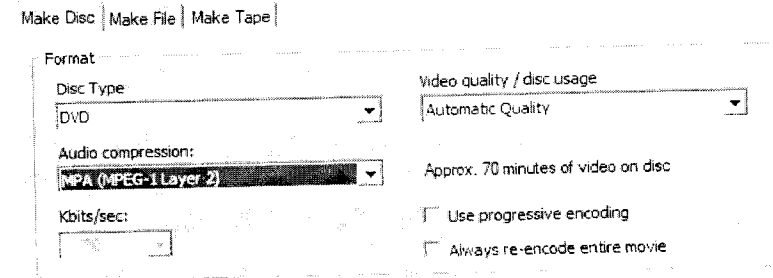 Make Disc Make File Make Tape
Format
Disc Type
DVD
Video quality / disc usage
Automatic Quality
Audio compression:
MPA (MPEG-1 Layer 2)
Approx. 70 minutes of video on disc
Kbits/sec:
Use progressive encoding
Always re-encode entire movie